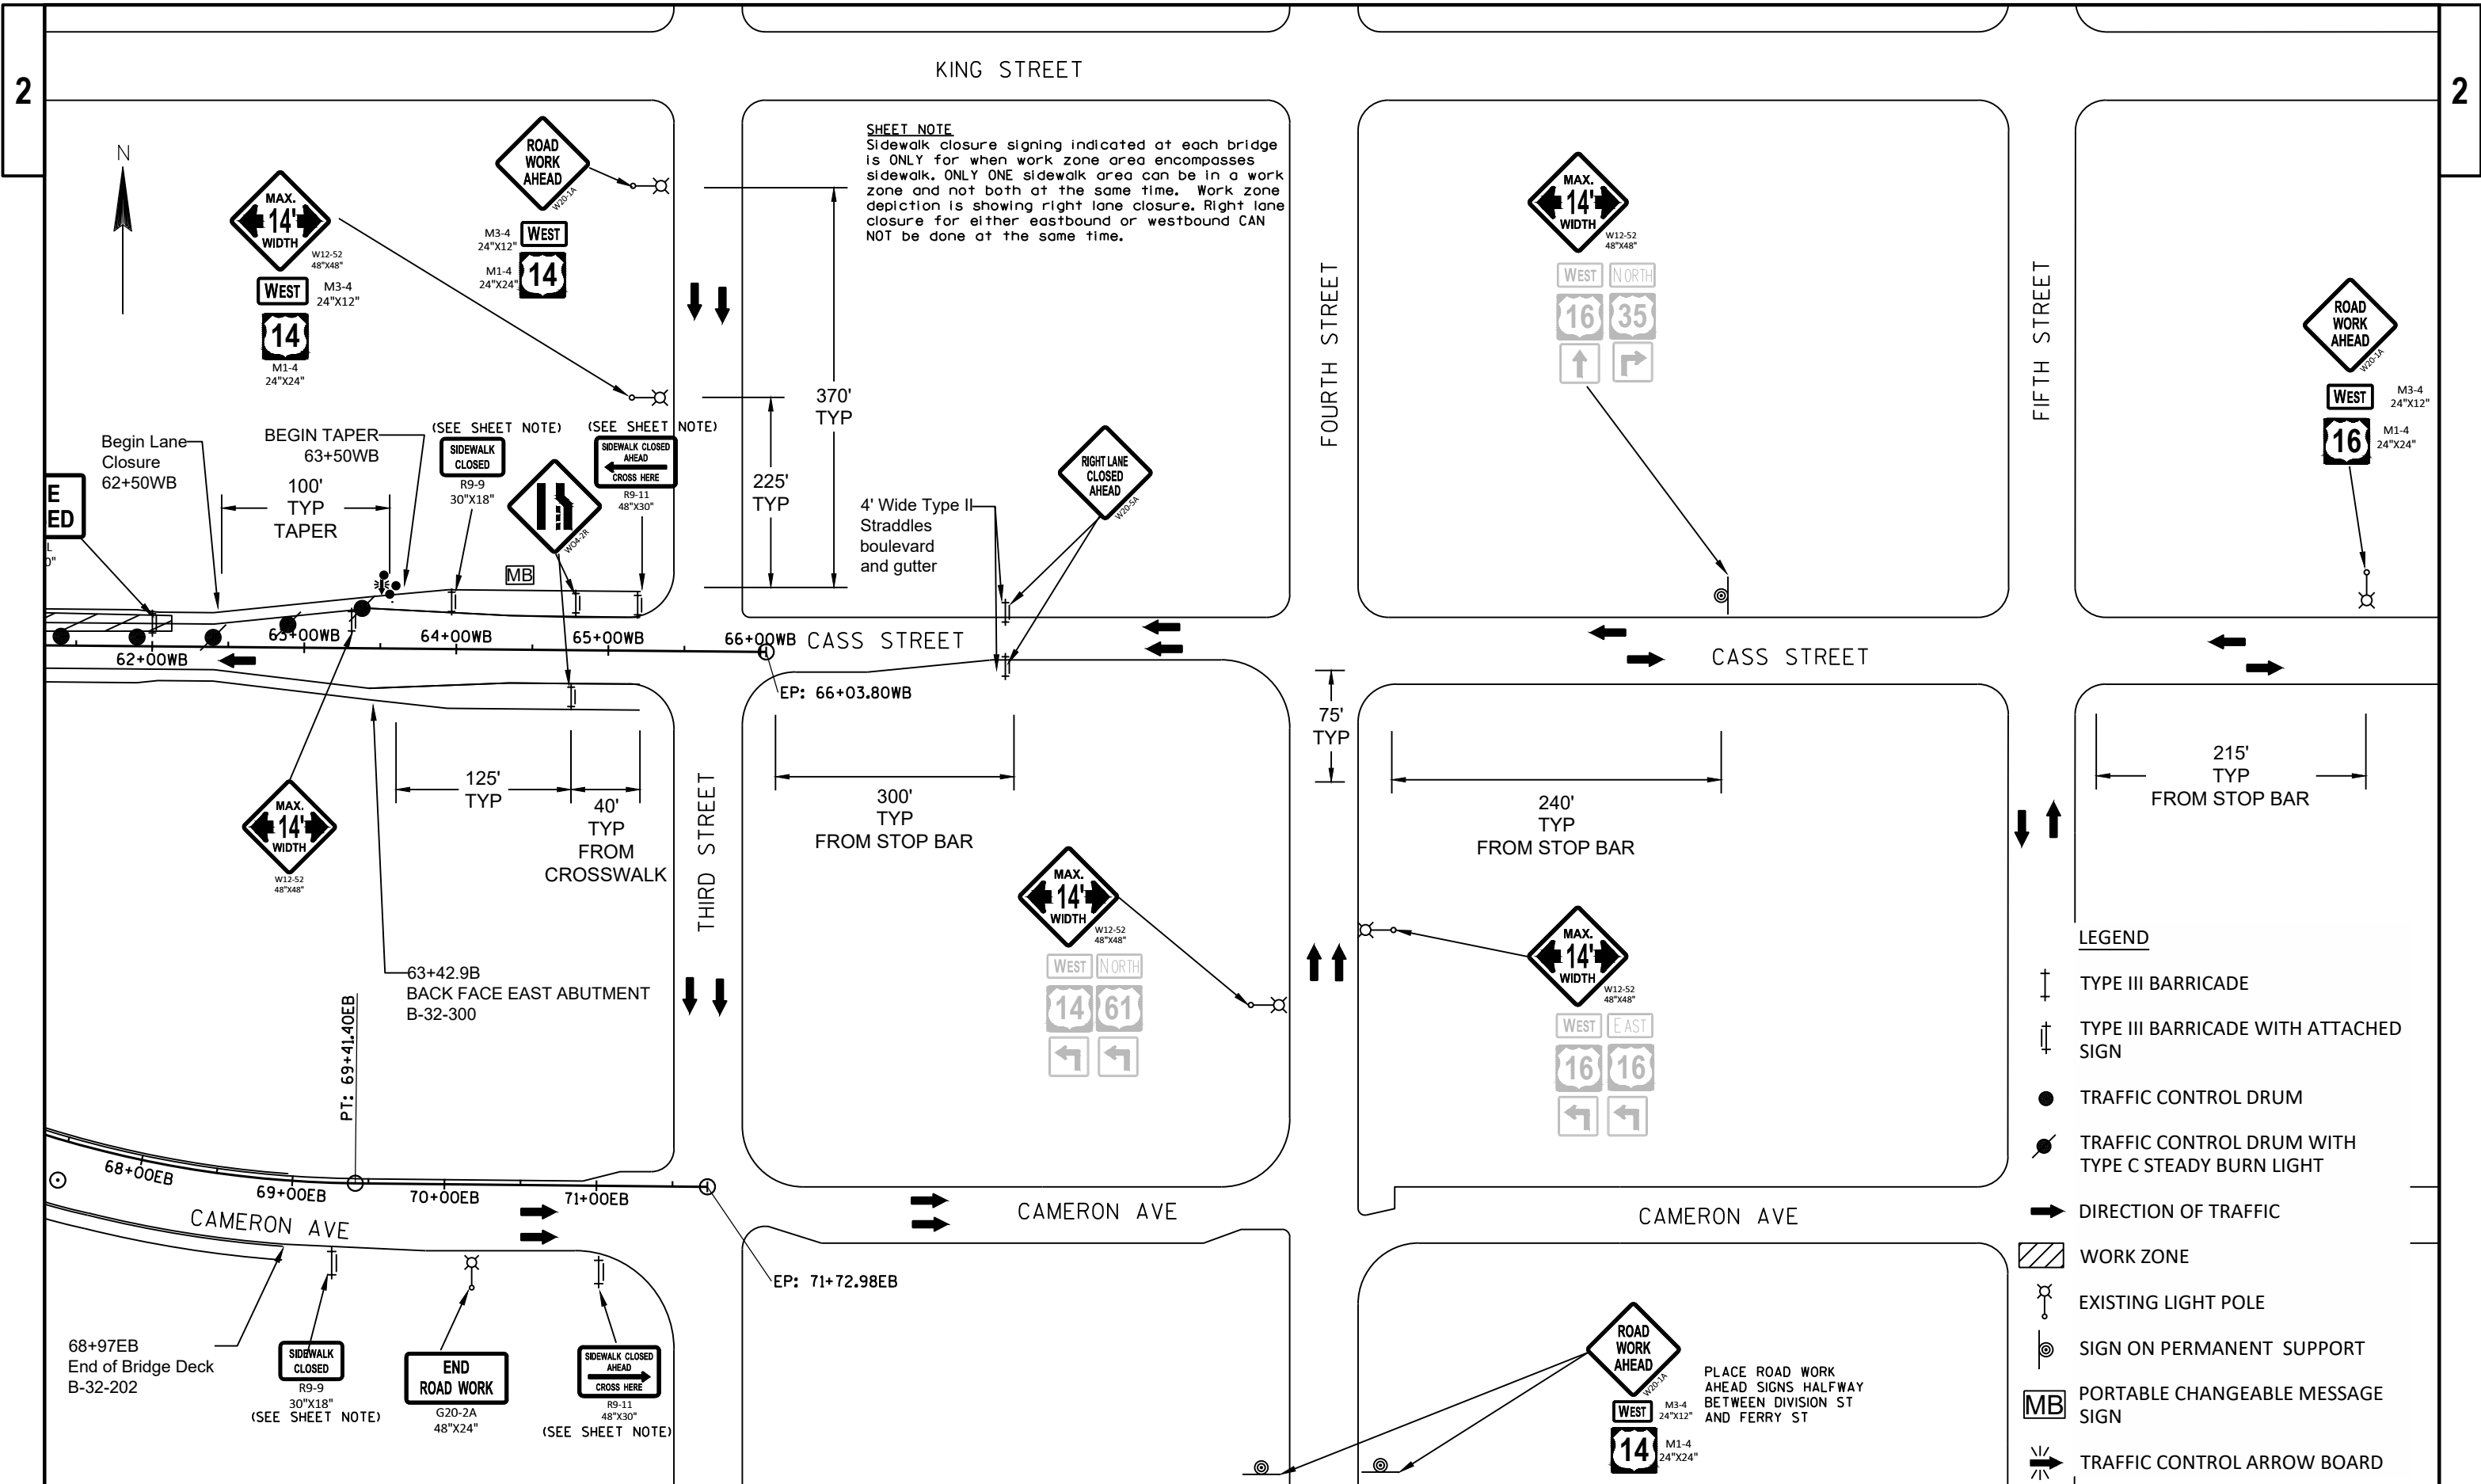 2
2
KING STREET
N
SHEET NOTE
Sidewalk closure signing indicated at each bridge
is ONLY for when work zone area encompasses
sidewalk. ONLY ONE sidewalk area can be in a work
zone and not both at the same time. Work zone
depiction is showing right lane closure. Right lane
closure for either eastbound or westbound CAN
NOT be done at the same time.
MAX.
14'
WIDTH
W12-52
48"X48"
WEST
M3-4
24"X12"
14
M1-4
24"X24"
ROAD
WORK
AHEAD
W20-1A
M3-4
24"X12"
WEST
M1-4
24"X24"
14
370'
TYP
225'
TYP
Begin Lane
Closure
62+50WB
BEGIN TAPER
63+50WB
100'
TYP
TAPER
(SEE SHEET NOTE)
SIDEWALK
CLOSED
R9-9
30"X18"
(SEE SHEET NOTE)
SIDEWALK CLOSED
AHEAD
CROSS HERE
R9-11
48"X30"
W04-2R
MB
E
ED
L
0"
4' Wide Type II
Straddles
boulevard
and gutter
RIGHT LANE
CLOSED
AHEAD
W20-5A
FOURTH STREET
MAX.
14'
WIDTH
W12-52
48"X48"
WEST
NORTH
16
35
FIFTH STREET
ROAD
WORK
AHEAD
W20-1A
WEST
M3-4
24"X12"
16
M1-4
24"X24"
62+00WB
63+00WB
64+00WB
65+00WB
66+00WB
CASS STREET
CASS STREET
EP: 66+03.80WB
125'
TYP
40'
TYP
FROM
CROSSWALK
THIRD STREET
300'
TYP
FROM STOP BAR
75'
TYP
240'
TYP
FROM STOP BAR
215'
TYP
FROM STOP BAR
MAX.
14'
WIDTH
W12-52
48"X48"
63+42.9B
BACK FACE EAST ABUTMENT
B-32-300
MAX.
14'
WIDTH
W12-52
48"X48"
WEST
NORTH
14
61
MAX.
14'
WIDTH
W12-52
48"X48"
WEST
EAST
16
16
PT: 69+41.40EB
68+00EB
69+00EB
70+00EB
71+00EB
CAMERON AVE
CAMERON AVE
CAMERON AVE
EP: 71+72.98EB
68+97EB
End of Bridge Deck
B-32-202
SIDEWALK
CLOSED
R9-9
30"X18"
(SEE SHEET NOTE)
END
ROAD WORK
G20-2A
48"X24"
SIDEWALK CLOSED
AHEAD
CROSS HERE
R9-11
48"X30"
(SEE SHEET NOTE)
ROAD
WORK
AHEAD
W20-1A
WEST
M3-4
24"X12"
14
M1-4
24"X24"
PLACE ROAD WORK
AHEAD SIGNS HALFWAY
BETWEEN DIVISION ST
AND FERRY ST
LEGEND
TYPE III BARRICADE
TYPE III BARRICADE WITH ATTACHED
SIGN
TRAFFIC CONTROL DRUM
TRAFFIC CONTROL DRUM WITH
TYPE C STEADY BURN LIGHT
DIRECTION OF TRAFFIC
WORK ZONE
EXISTING LIGHT POLE
SIGN ON PERMANENT SUPPORT
MB
PORTABLE CHANGEABLE MESSAGE
SIGN
TRAFFIC CONTROL ARROW BOARD